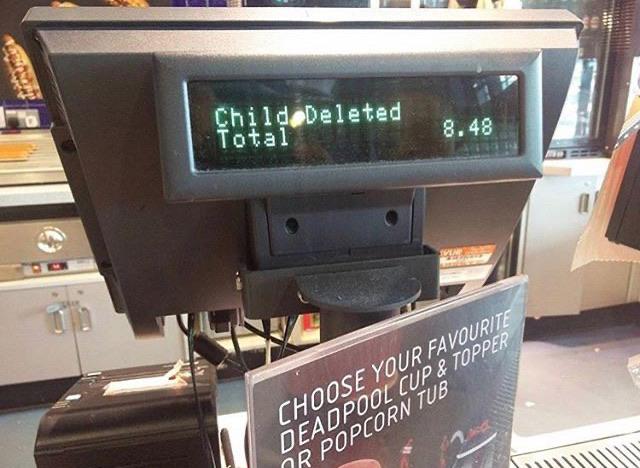 Child Deleted
Total 8.48
CHOOSE YOUR FAVOURITE
DEADPOOL CUP & TOPPER
OR POPCORN TUB